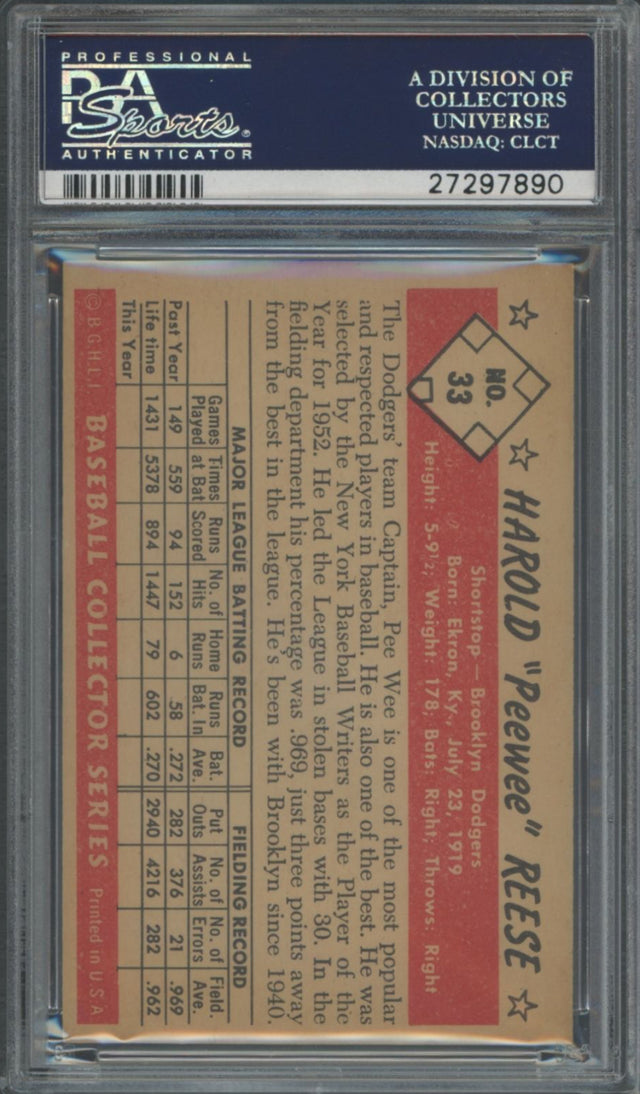 PROFESSIONAL
PSA
Sports®
AUTHENTICATOR
A DIVISION OF
COLLECTORS
UNIVERSE
NASDAQ: CLCT
27297890
NO.
33
HAROLD "Peewee" REESE
Shortstop — Brooklyn Dodgers
Born: Ekron, Ky., July 23, 1919
Height: 5-9½; Weight: 178; Bats: Right; Throws: Right
The Dodgers' team Captain, Pee Wee is one of the most popular
and respected players in baseball. He is also one of the best. He was
selected by the New York Baseball Writers as the Player of the
Year for 1952. He led the League in stolen bases with 30. In the
fielding department his percentage was .969, just three points away
from the best in the league. He's been with Brooklyn since 1940.
MAJOR LEAGUE BATTING RECORD FIELDING RECORD
Games Times Runs No. of Home Runs Bat. Put No. of No. of Field.
Played at Bat Scored Hits Runs Bat. In Ave. Outs Assists Errors Ave.
Past Year 149 559 94 152 6 .58 .272 282 376 21 .969
Life time 1431 5378 894 1447 79 602 .270 2940 4216 282 .962
This Year
© B.G.H.L.I. BASEBALL COLLECTOR SERIES Printed in U.S.A